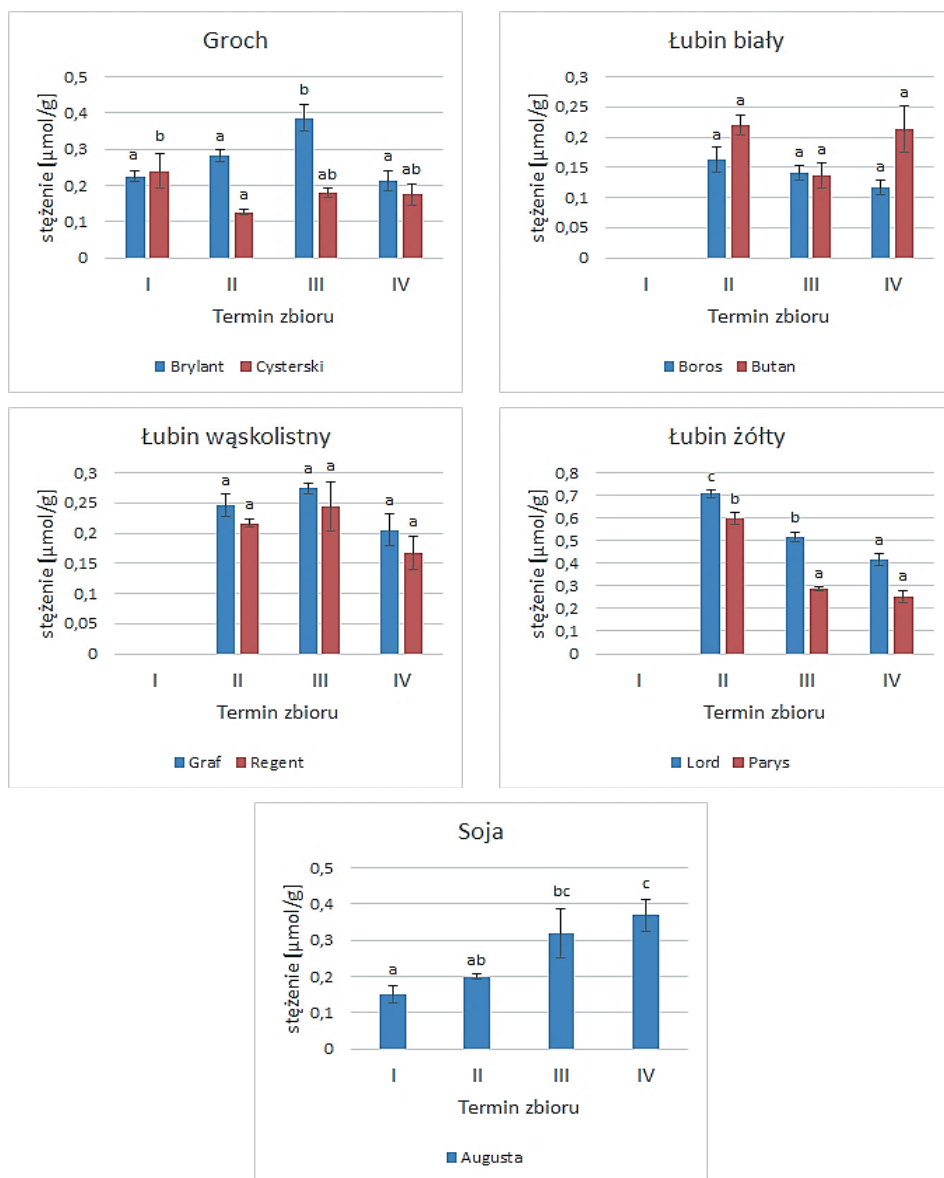 Groch
stężenie [μmol/g]
0,5
0,4
0,3
0,2
0,1
0
a b a a b ab a ab
I II III IV
Termin zbioru
Brylant Cysterski
Łubin biały
stężenie [μmol/g]
0,3
0,25
0,2
0,15
0,1
0,05
0
a a a a a a
I II III IV
Termin zbioru
Boros Butan
Łubin wąskolistny
stężenie [μmol/g]
0,3
0,25
0,2
0,15
0,1
0,05
0
a a a a a a
I II III IV
Termin zbioru
Graf Regent
Łubin żółty
stężenie [μmol/g]
0,8
0,7
0,6
0,5
0,4
0,3
0,2
0,1
0
c b b a a a
I II III IV
Termin zbioru
Lord Parys
Soja
stężenie [μmol/g]
0,5
0,4
0,3
0,2
0,1
0
a ab bc c
I II III IV
Termin zbioru
Augusta